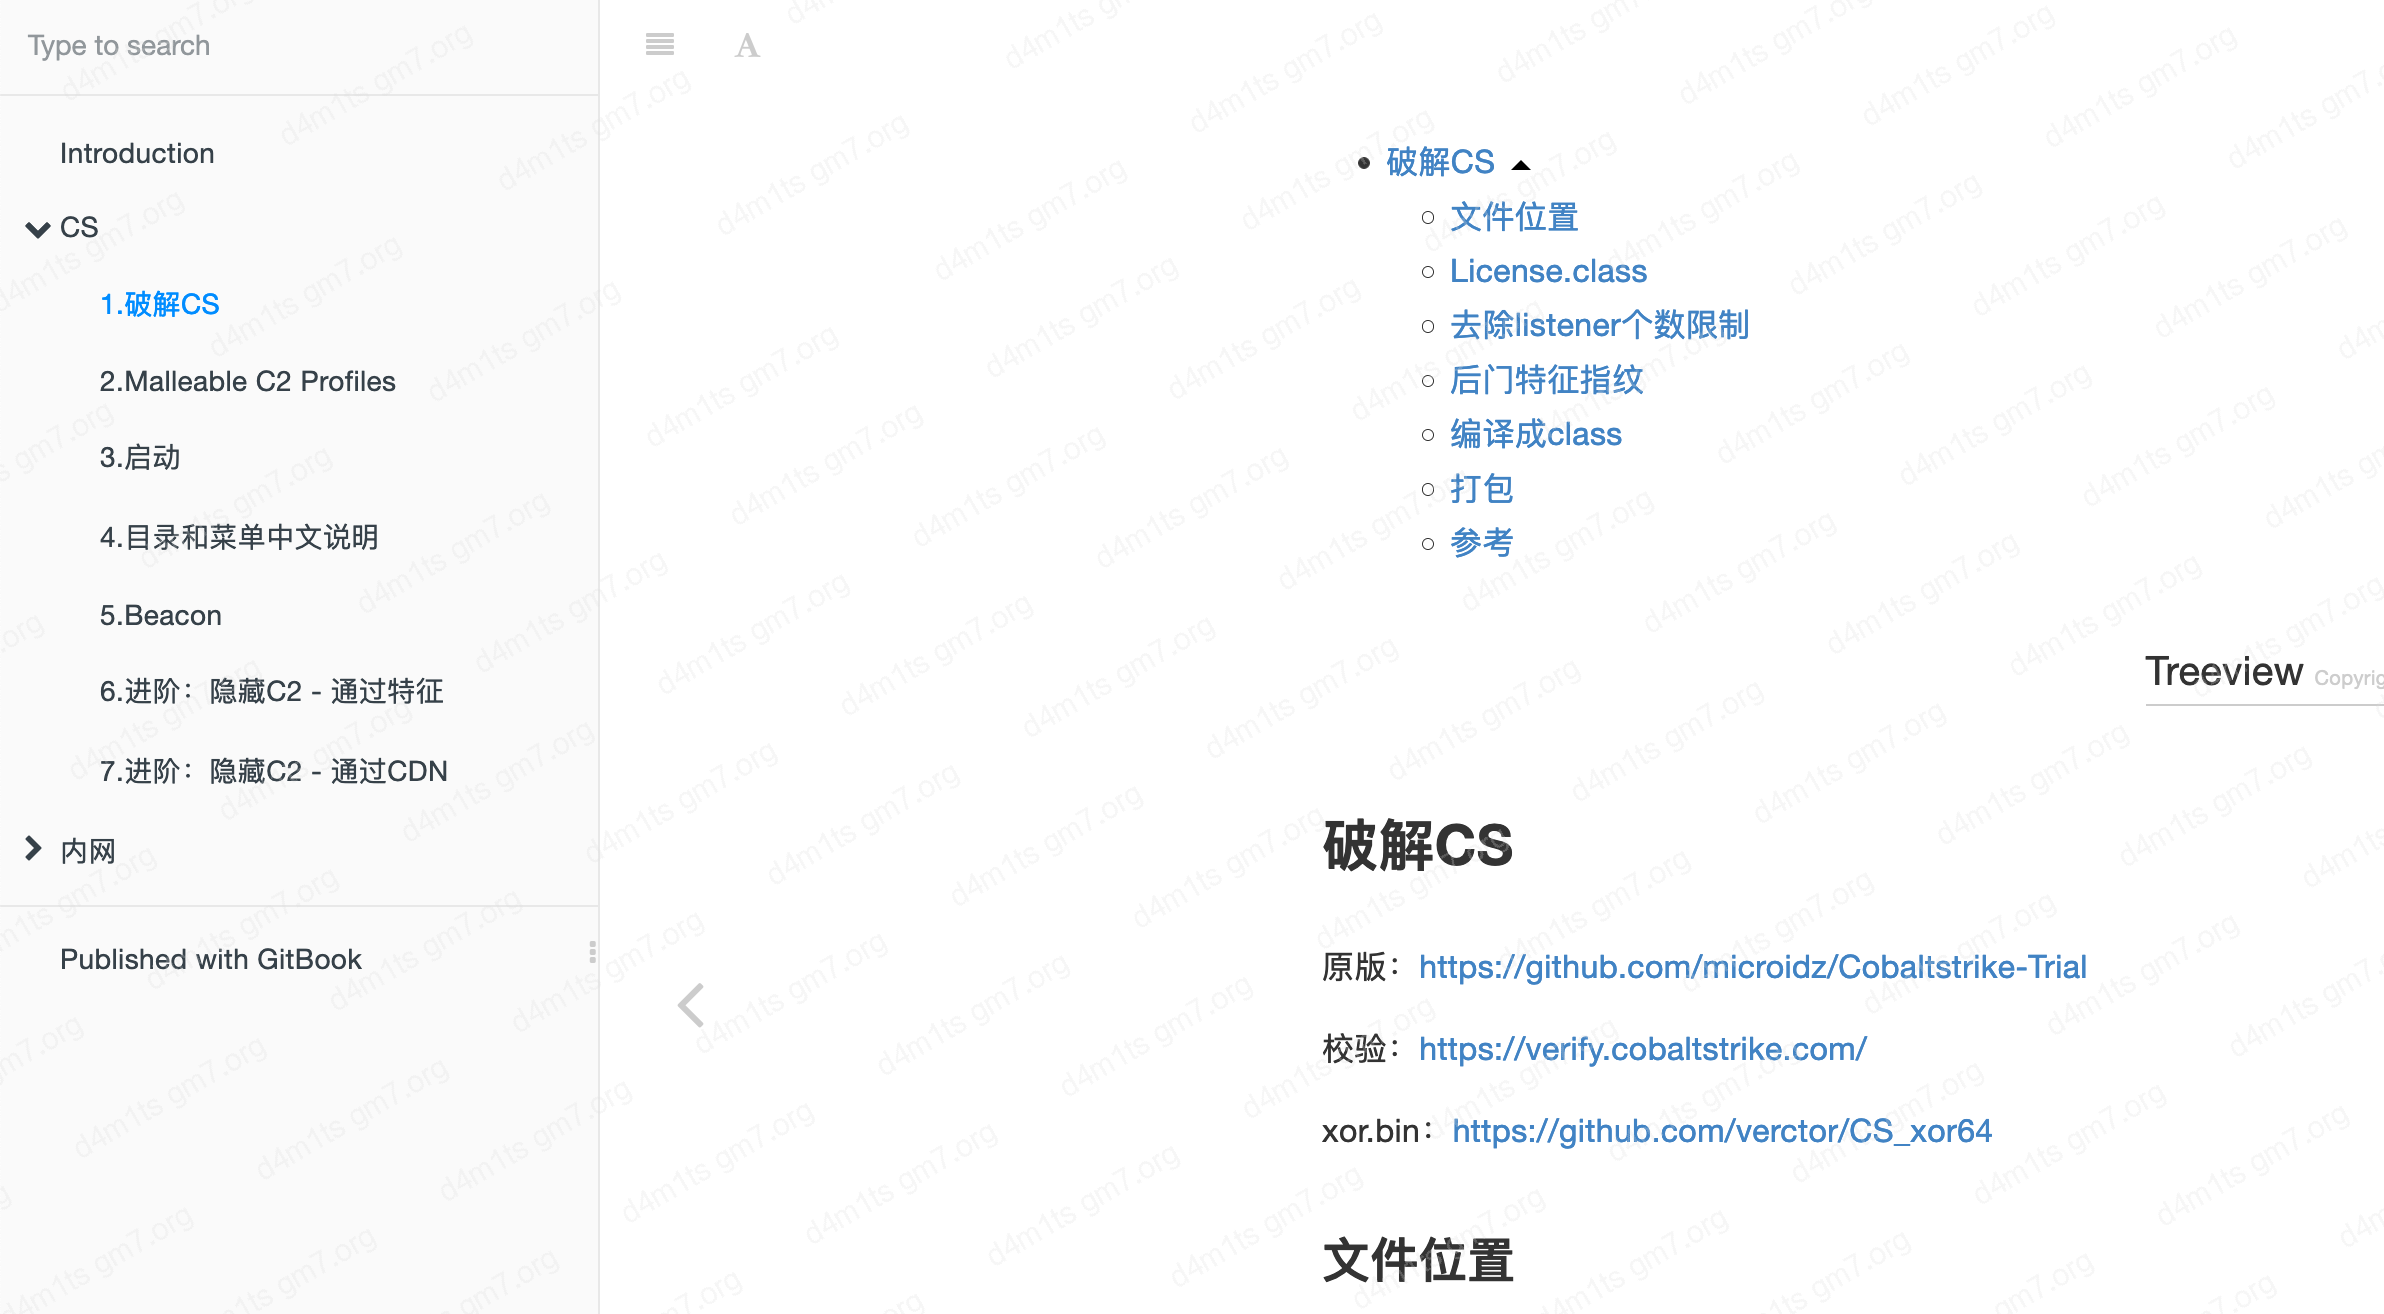 Type to search
Introduction
CS
1.破解CS
2.Malleable C2 Profiles
3.启动
4.目录和菜单中文说明
5.Beacon
6.进阶：隐藏C2 - 通过特征
7.进阶：隐藏C2 - 通过CDN
内网
Published with GitBook
A
破解CS
文件位置
License.class
去除listener个数限制
后门特征指纹
编译成class
打包
参考
Treeview Copyrig
破解CS
原版：https://github.com/microidz/Cobaltstrike-Trial
校验：https://verify.cobaltstrike.com/
xor.bin：https://github.com/verctor/CS_xor64
文件位置
d4m1ts gm7.org